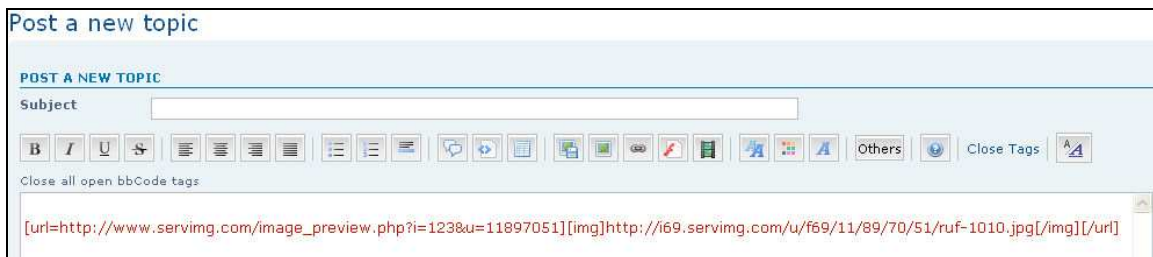 Post a new topic
POST A NEW TOPIC
Subject
B I U S Others Close Tags AA
Close all open bbCode tags
[url=http://www.servimg.com/image_preview.php?i=123&u=11897051][img]http://i69.servimg.com/u/f69/11/89/70/51/ruf-1010.jpg[/img][/url]